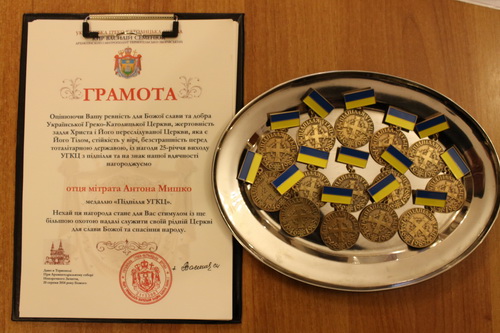 ГРАМОТА
Оцінюючи Вашу ревність для Божої слави та добра
Української Греко-Католицької Церкви, жертовність
задля Христа і Його переслідуваної Церкви, яка є
Його Тілом, стійкість у вірі, безстрашність перед
тоталітарною державою, із нагоди 25-річчя виходу
УГКЦ з підпілля та на знак нашої вдячності
нагороджуємо
отця мітрата Антона Мишко
медаллю «Підпілля УГКЦ».
Нехай ця нагорода стане для Вас стимулом із ще
більшою охотою надалі служити своїй рідній Церкві
для слави Божої та спасіння народу.